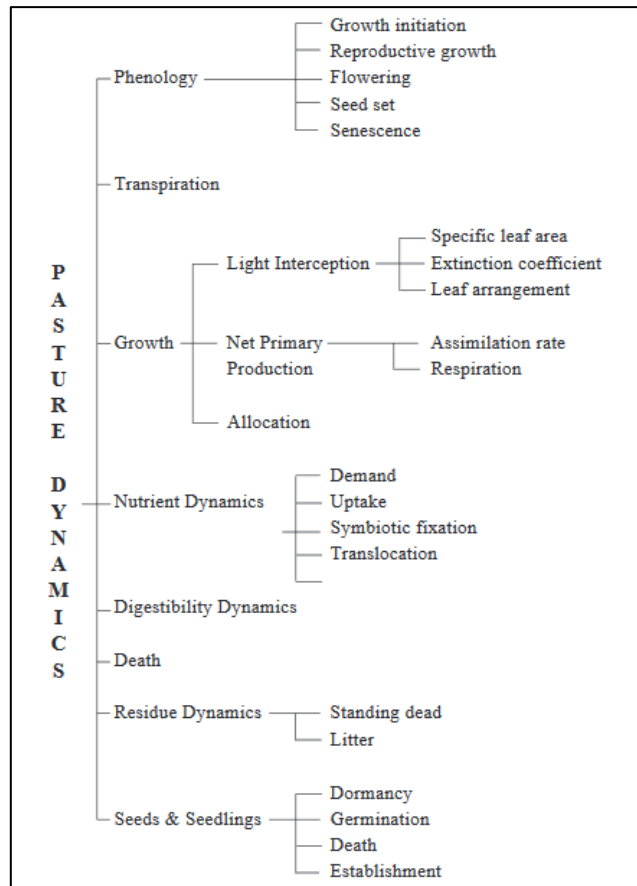 PASTURE DYNAMICS
Phenology
Growth initiation
Reproductive growth
Flowering
Seed set
Senescence
Transpiration
Growth
Light Interception
Specific leaf area
Extinction coefficient
Leaf arrangement
Net Primary
Production
Assimilation rate
Respiration
Allocation
Nutrient Dynamics
Demand
Uptake
Symbiotic fixation
Translocation
Digestibility Dynamics
Death
Residue Dynamics
Standing dead
Litter
Seeds & Seedlings
Dormancy
Germination
Death
Establishment